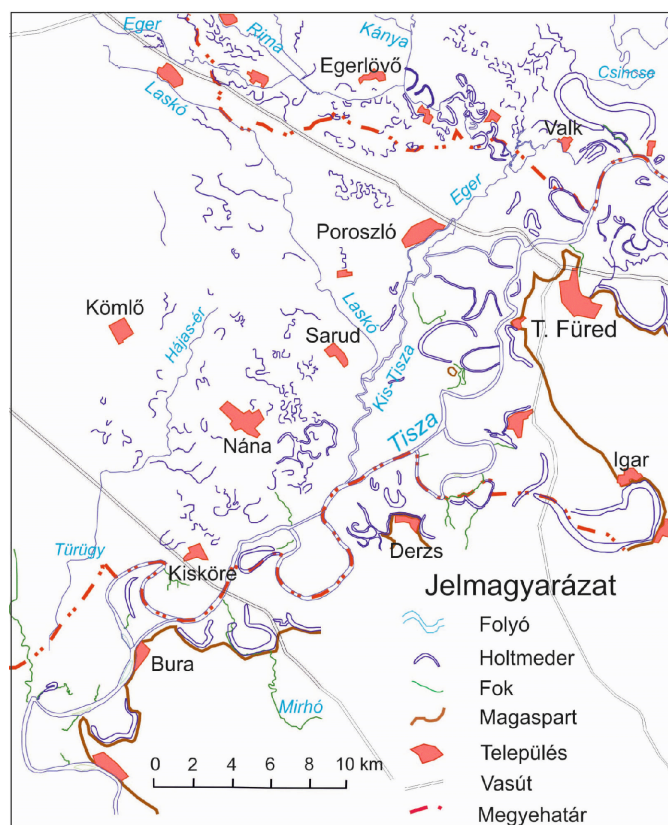 Eger
Rima
Kánya
Egerlövő
Csincse
Laskó
Valk
Eger
Poroszló
Kömlő
Laskó
T. Füred
Hájas-ér
Sarud
Kis-Tisza
Tisza
Nána
Igar
Türügy
Kisköre
Derzs
Bura
Mirhó
Jelmagyarázat
Folyó
Holtmeder
Fok
Magaspart
Település
Vasút
Megyehatár
0 2 4 6 8 10 km